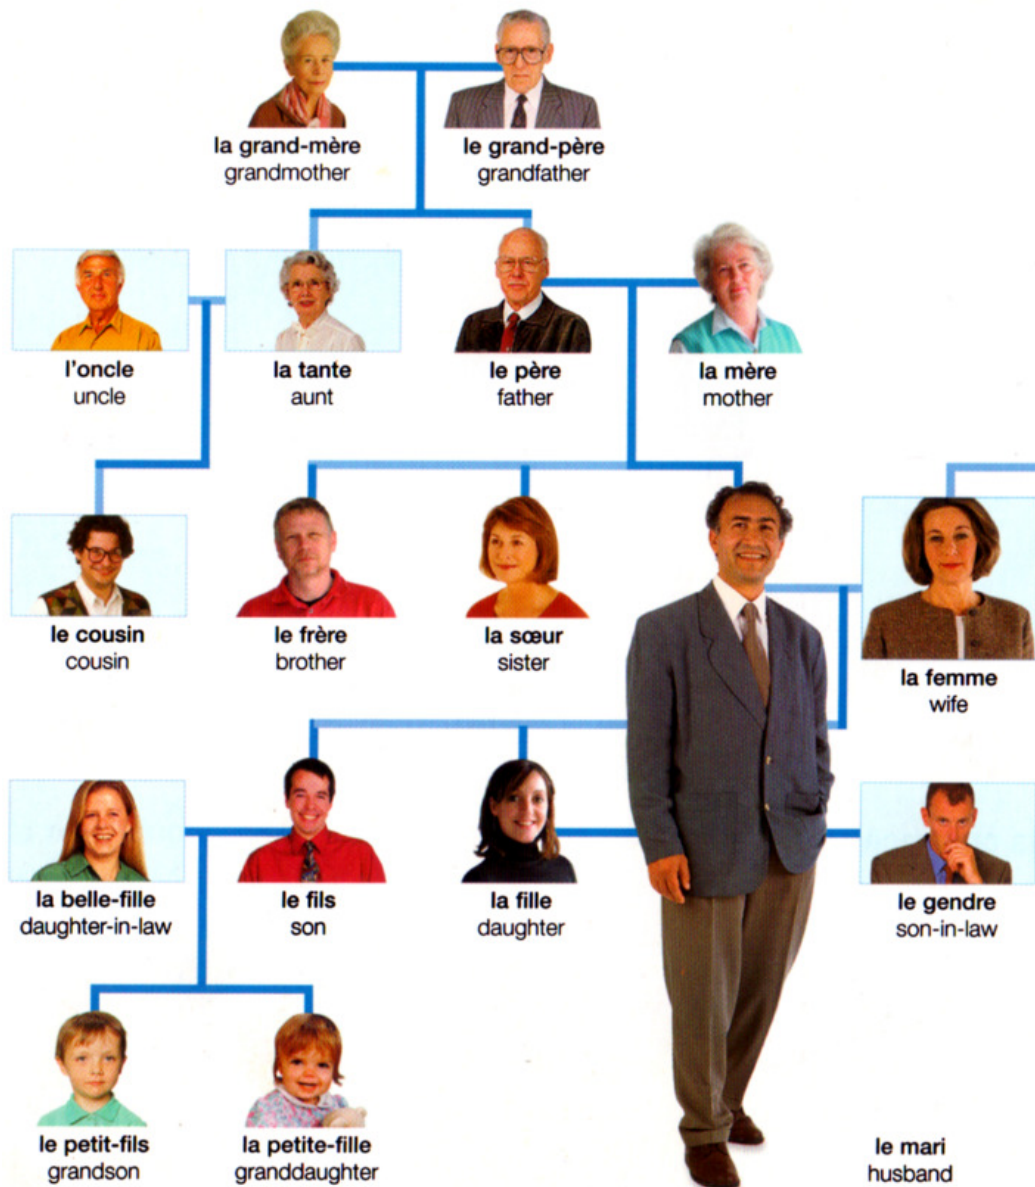 la grand-mère
grandmother
le grand-père
grandfather
l'oncle
uncle
la tante
aunt
le père
father
la mère
mother
le cousin
cousin
le frère
brother
la sœur
sister
la femme
wife
la belle-fille
daughter-in-law
le fils
son
la fille
daughter
le gendre
son-in-law
le petit-fils
grandson
la petite-fille
granddaughter
le mari
husband